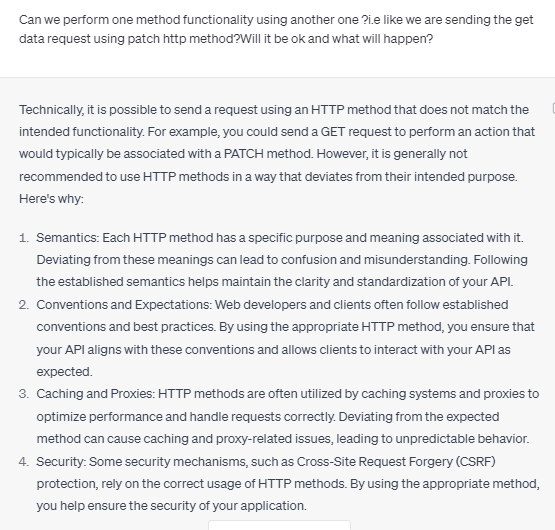 Can we perform one method functionality using another one ?i.e like we are sending the get
data request using patch http method?Will it be ok and what will happen?
Technically, it is possible to send a request using an HTTP method that does not match the
intended functionality. For example, you could send a GET request to perform an action that
would typically be associated with a PATCH method. However, it is generally not
recommended to use HTTP methods in a way that deviates from their intended purpose.
Here's why:
1. Semantics: Each HTTP method has a specific purpose and meaning associated with it.
Deviating from these meanings can lead to confusion and misunderstanding. Following
the established semantics helps maintain the clarity and standardization of your API.
2. Conventions and Expectations: Web developers and clients often follow established
conventions and best practices. By using the appropriate HTTP method, you ensure that
your API aligns with these conventions and allows clients to interact with your API as
expected.
3. Caching and Proxies: HTTP methods are often utilized by caching systems and proxies to
optimize performance and handle requests correctly. Deviating from the expected
method can cause caching and proxy-related issues, leading to unpredictable behavior.
4. Security: Some security mechanisms, such as Cross-Site Request Forgery (CSRF)
protection, rely on the correct usage of HTTP methods. By using the appropriate method,
you help ensure the security of your application.